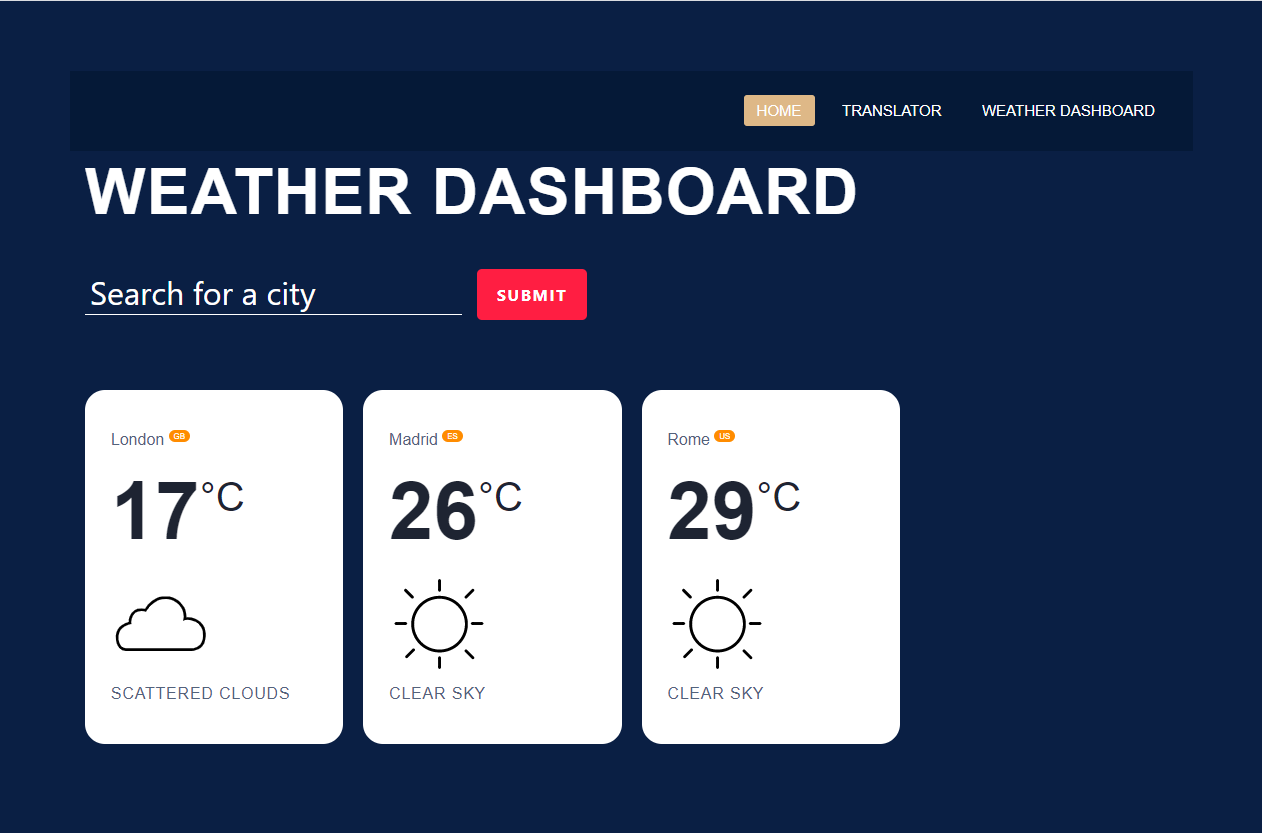 HOME TRANSLATOR WEATHER DASHBOARD
WEATHER DASHBOARD
Search for a city SUBMIT
London GB
17°C
SCATTERED CLOUDS
Madrid ES
26°C
CLEAR SKY
Rome US
29°C
CLEAR SKY